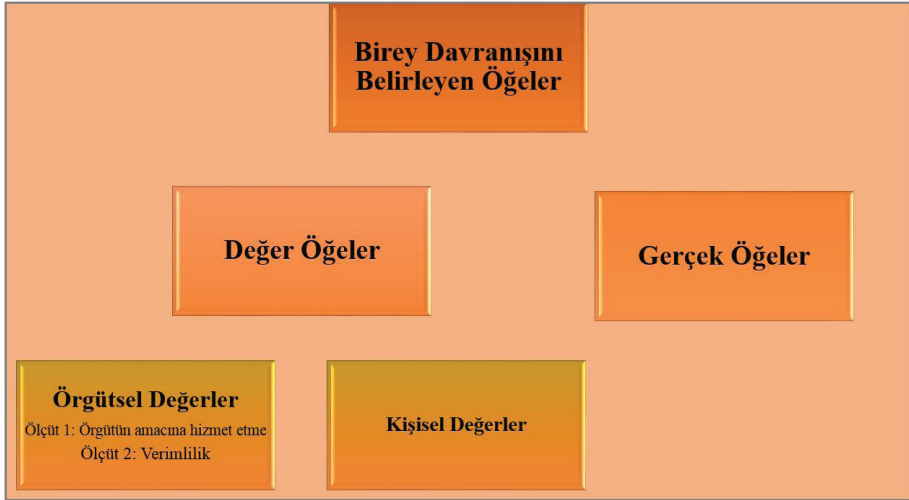 Birey Davranışını
Belirleyen Öğeler
Değer Öğeler
Gerçek Öğeler
Örgütsel Değerler
Ölçüt 1: Örgütün amacına hizmet etme
Ölçüt 2: Verimlilik
Kişisel Değerler